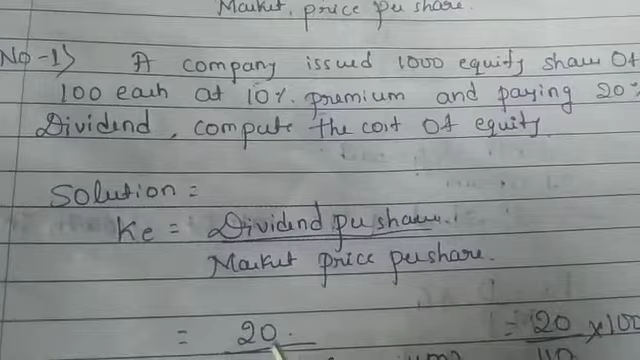 Market price per share.
No -1) A company issued 1000 equity share of
100 each at 10% premium and paying 20%
Dividend, compute the cost of equity.
Solution =
Ke = Dividend per share.
Market price per share.
= 20 = 20 × 100